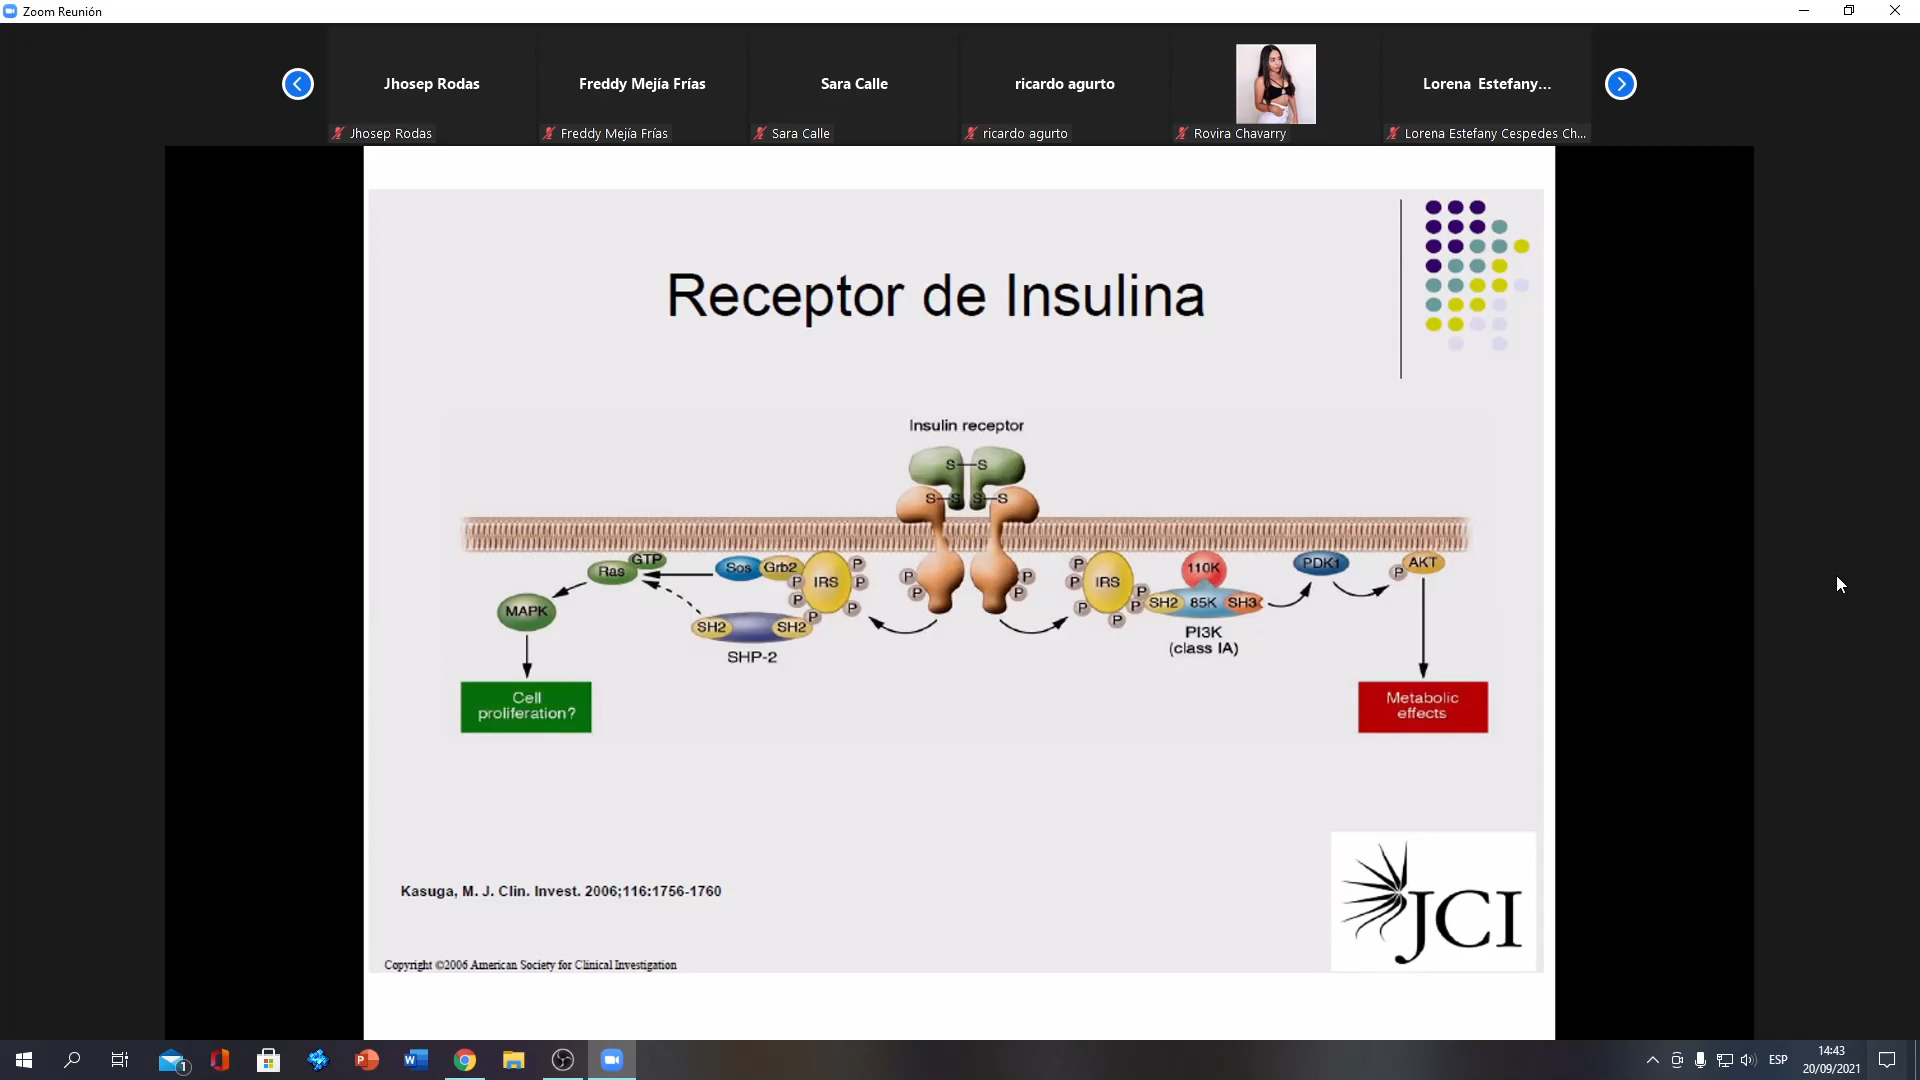 Zoom Reunión
Jhosep Rodas
Freddy Mejía Frías
Sara Calle
ricardo agurto
Lorena Estefany...
Jhosep Rodas
Freddy Mejía Frías
Sara Calle
ricardo agurto
Rovira Chavarry
Lorena Estefany Cespedes Ch...
Receptor de Insulina
Insulin receptor
S S
S S S S
GTP
Ras
Sos
Grb2
IRS
P
P
P
P
P
P
P
P
P
P
IRS
P
P
P
P
P
P
110K
SH2
85K
SH3
PDK1
P
AKT
MAPK
SH2
SH2
SHP-2
PI3K
(class IA)
Cell
proliferation?
Metabolic
effects
Kasuga, M. J. Clin. Invest. 2006;116:1756-1760
JCI
Copyright ©2006 American Society for Clinical Investigation
1
P
W
ESP
14:43
20/09/2021